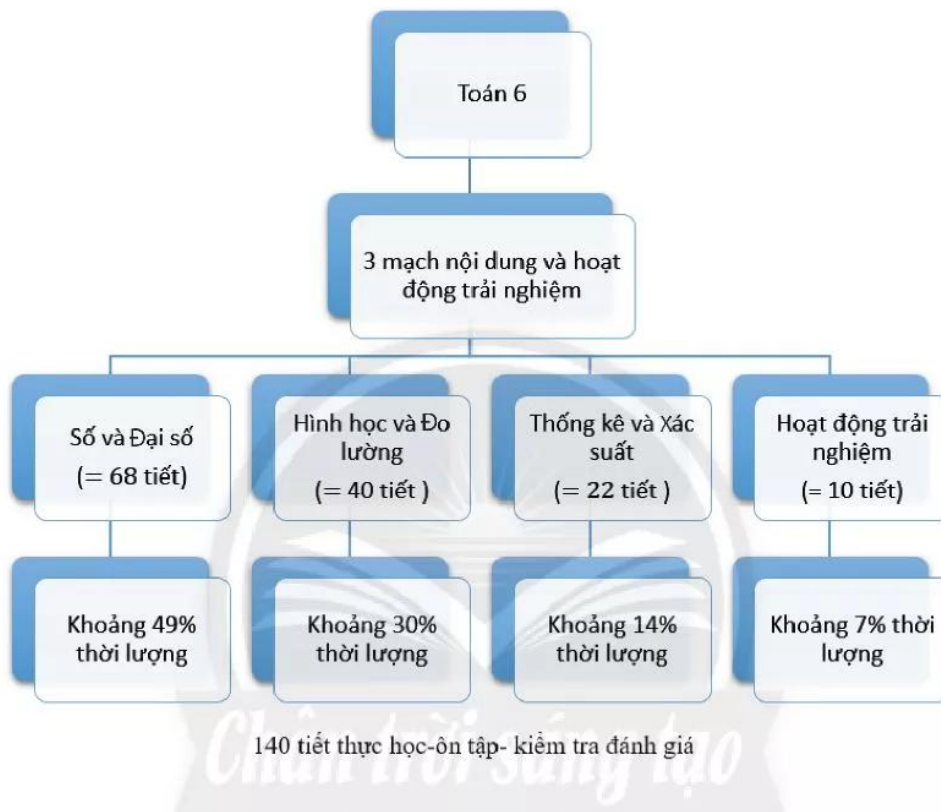 Toán 6
3 mạch nội dung và hoạt
động trải nghiệm
Số và Đại số
(= 68 tiết)
Hình học và Đo
lường
(= 40 tiết )
Thống kê và Xác
suất
(= 22 tiết )
Hoạt động trải
nghiệm
(= 10 tiết)
Khoảng 49%
thời lượng
Khoảng 30%
thời lượng
Khoảng 14%
thời lượng
Khoảng 7% thời
lượng
140 tiết thực học-ôn tập- kiểm tra đánh giá
Chân trời sáng tạo